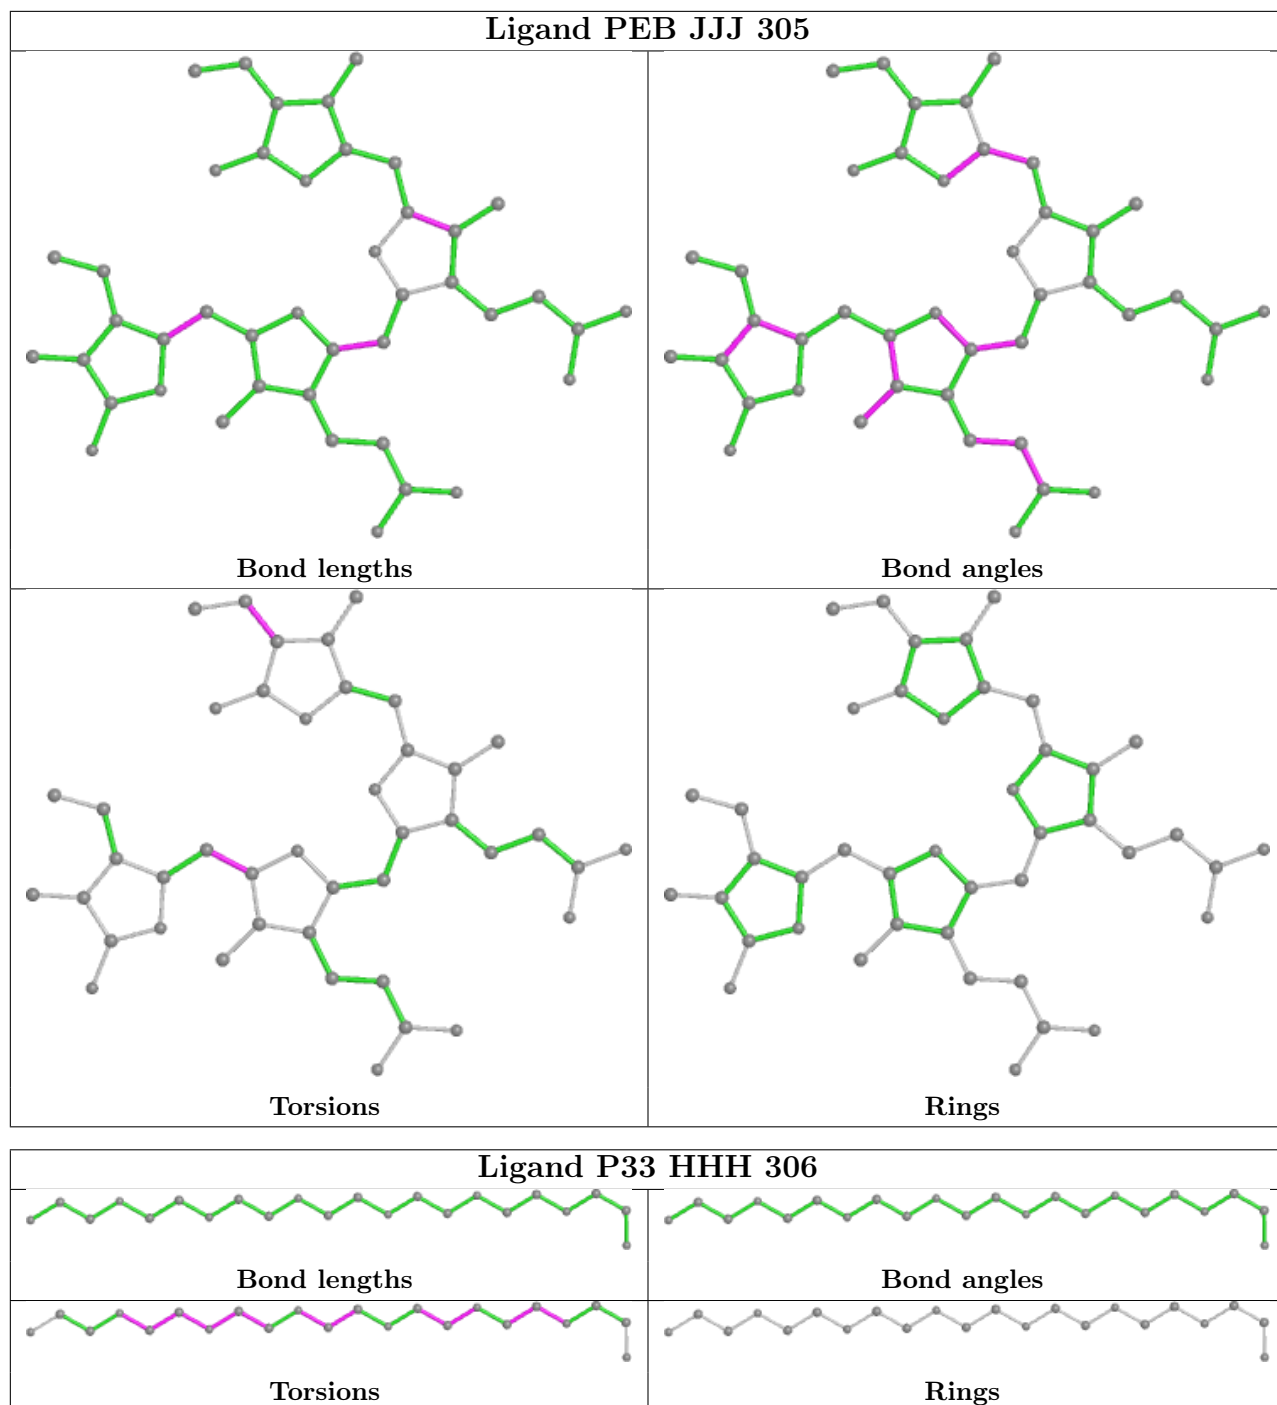 Ligand PEB JJJ 305
Bond lengths
Bond angles
Torsions
Rings
Ligand P33 HHH 306
Bond lengths
Bond angles
Torsions
Rings